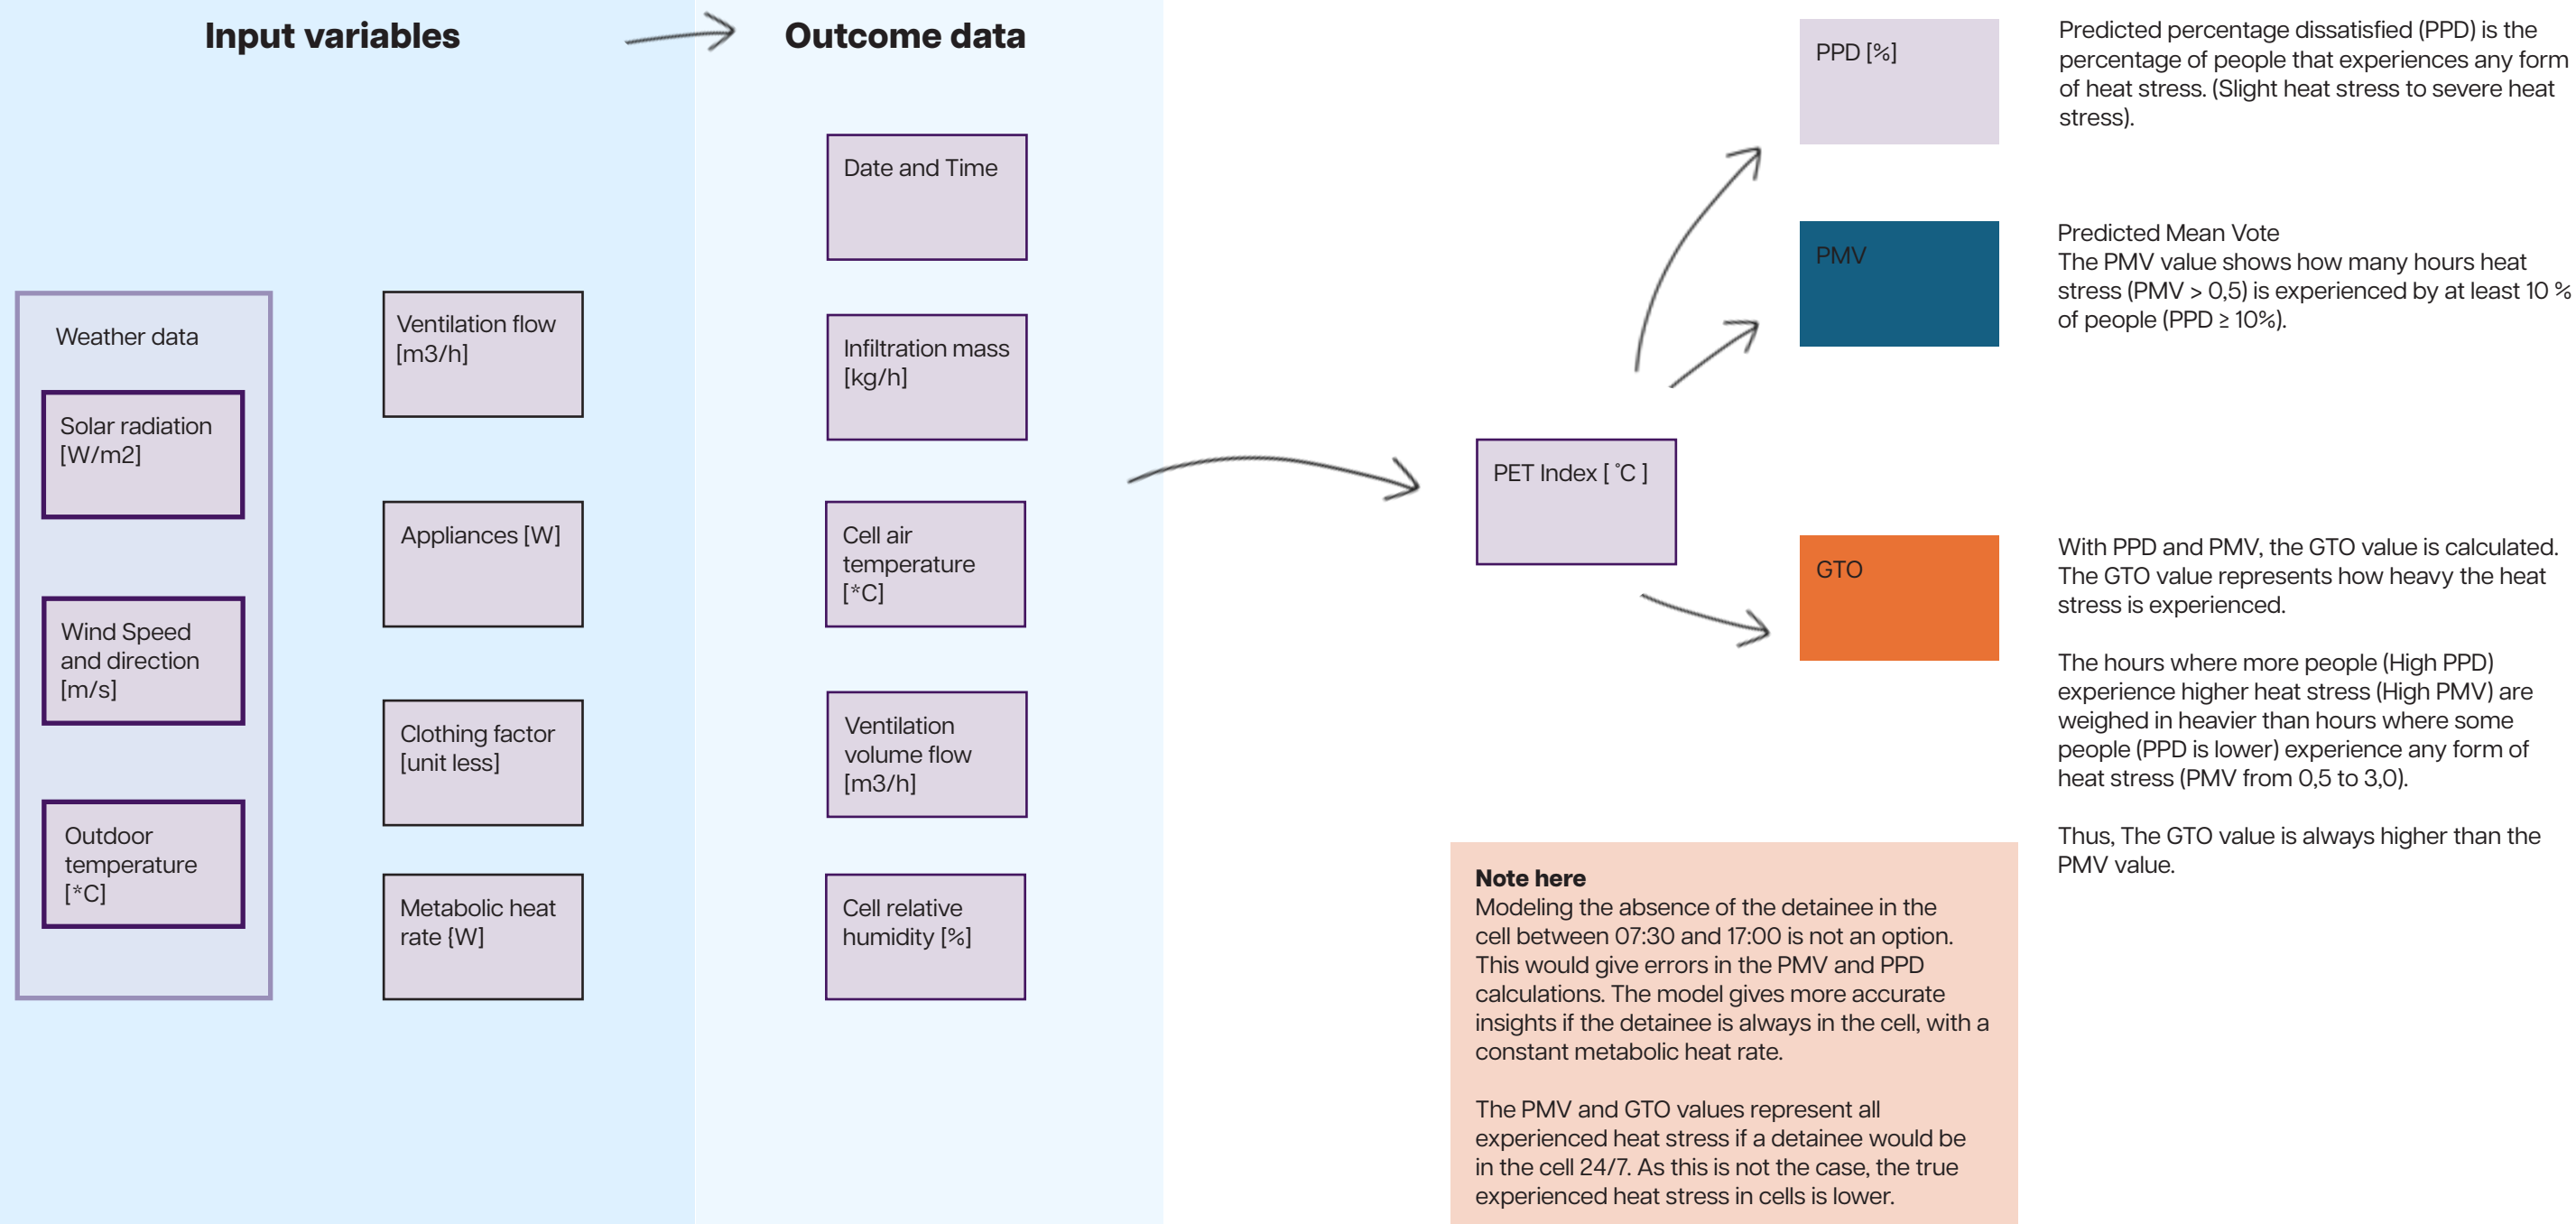 Input variables
Outcome data
Weather data
Solar radiation
[W/m2]
Wind Speed
and direction
[m/s]
Outdoor
temperature
[*C]
Ventilation flow
[m3/h]
Appliances [W]
Clothing factor
[unit less]
Metabolic heat
rate {W]
Date and Time
Infiltration mass
[kg/h]
Cell air
temperature
[*C]
Ventilation
volume flow
[m3/h]
Cell relative
humidity [%]
PET Index [ °C ]
PPD [%]
Predicted percentage dissatisfied (PPD) is the
percentage of people that experiences any form
of heat stress. (Slight heat stress to severe heat
stress).
PMV
Predicted Mean Vote
The PMV value shows how many hours heat
stress (PMV > 0,5) is experienced by at least 10 %
of people (PPD ≥ 10%).
GTO
With PPD and PMV, the GTO value is calculated.
The GTO value represents how heavy the heat
stress is experienced.
The hours where more people (High PPD)
experience higher heat stress (High PMV) are
weighed in heavier than hours where some
people (PPD is lower) experience any form of
heat stress (PMV from 0,5 to 3,0).
Thus, The GTO value is always higher than the
PMV value.
Note here
Modeling the absence of the detainee in the
cell between 07:30 and 17:00 is not an option.
This would give errors in the PMV and PPD
calculations. The model gives more accurate
insights if the detainee is always in the cell, with a
constant metabolic heat rate.
The PMV and GTO values represent all
experienced heat stress if a detainee would be
in the cell 24/7. As this is not the case, the true
experienced heat stress in cells is lower.